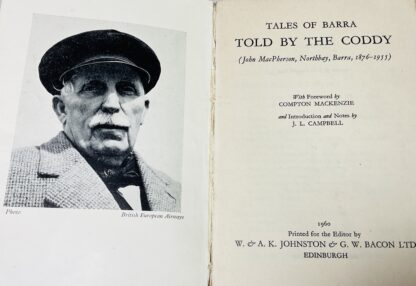 Photo
British European Airways
TALES OF BARRA
TOLD BY THE CODDY
(John MacPherson, Northbay, Barra, 1876-1955)
With Foreword by
COMPTON MACKENZIE
and Introduction and Notes by
J. L. CAMPBELL
1960
Printed for the Editor by
W. & A. K. JOHNSTON & G. W. BACON LTD
EDINBURGH